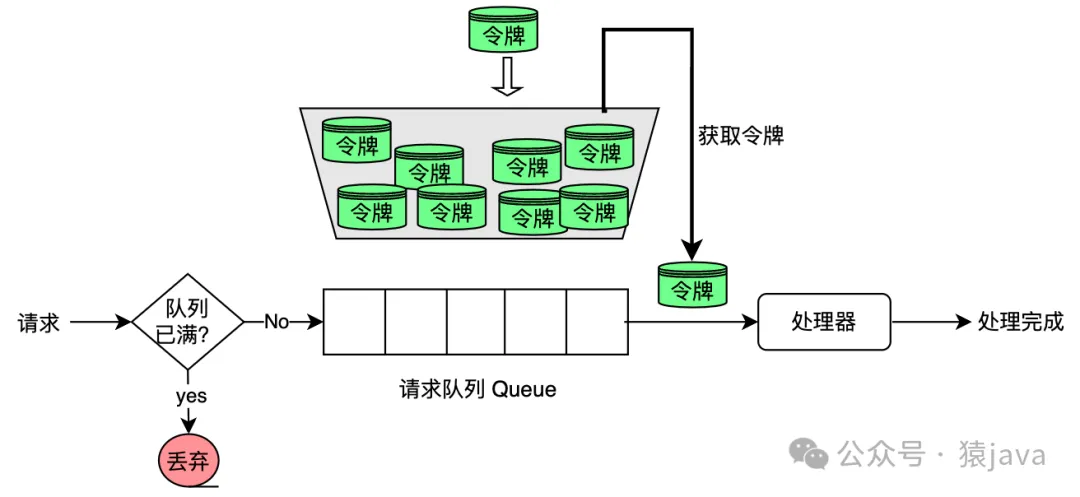 令牌
令牌
令牌
令牌
令牌
令牌
令牌
令牌
令牌
获取令牌
令牌
请求
队列
已满?
No
yes
丢弃
请求队列 Queue
处理器
处理完成
公众号 · 猿java